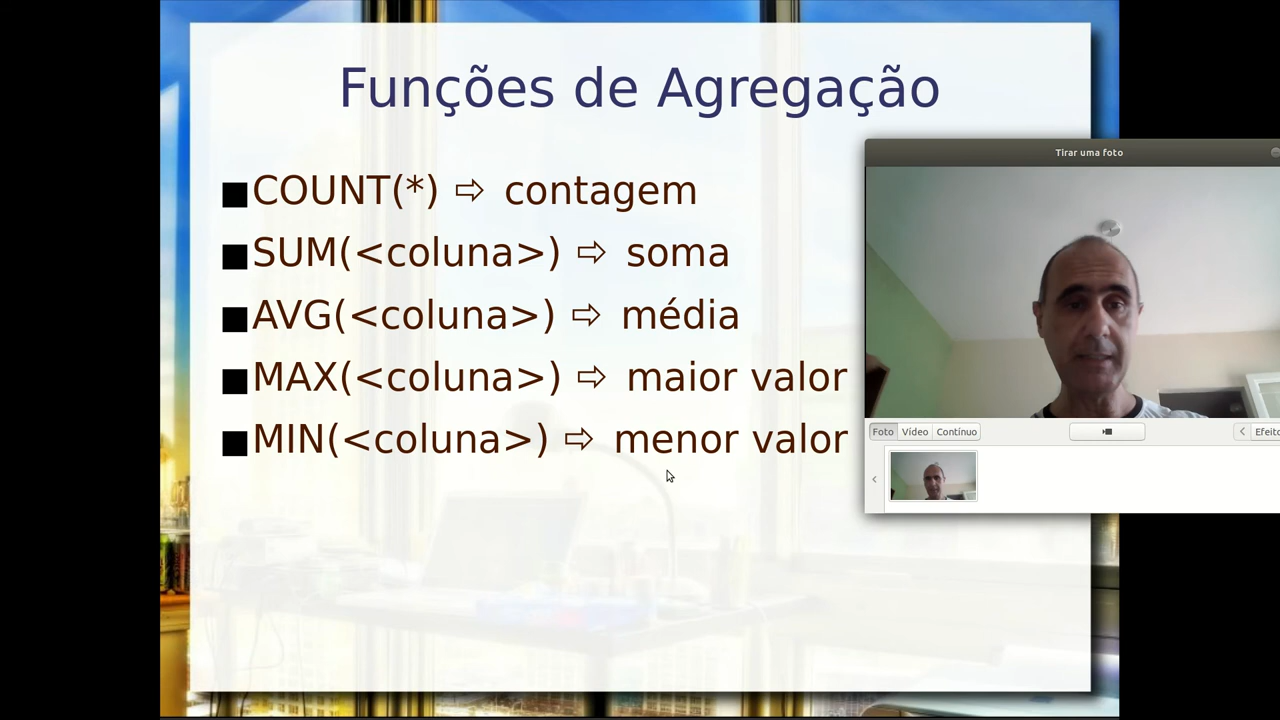 Funções de Agregação
COUNT(*) ⇨ contagem
SUM(<coluna>) ⇨ soma
AVG(<coluna>) ⇨ média
MAX(<coluna>) ⇨ maior valor
MIN(<coluna>) ⇨ menor valor
Tirar uma foto
Foto Vídeo Contínuo